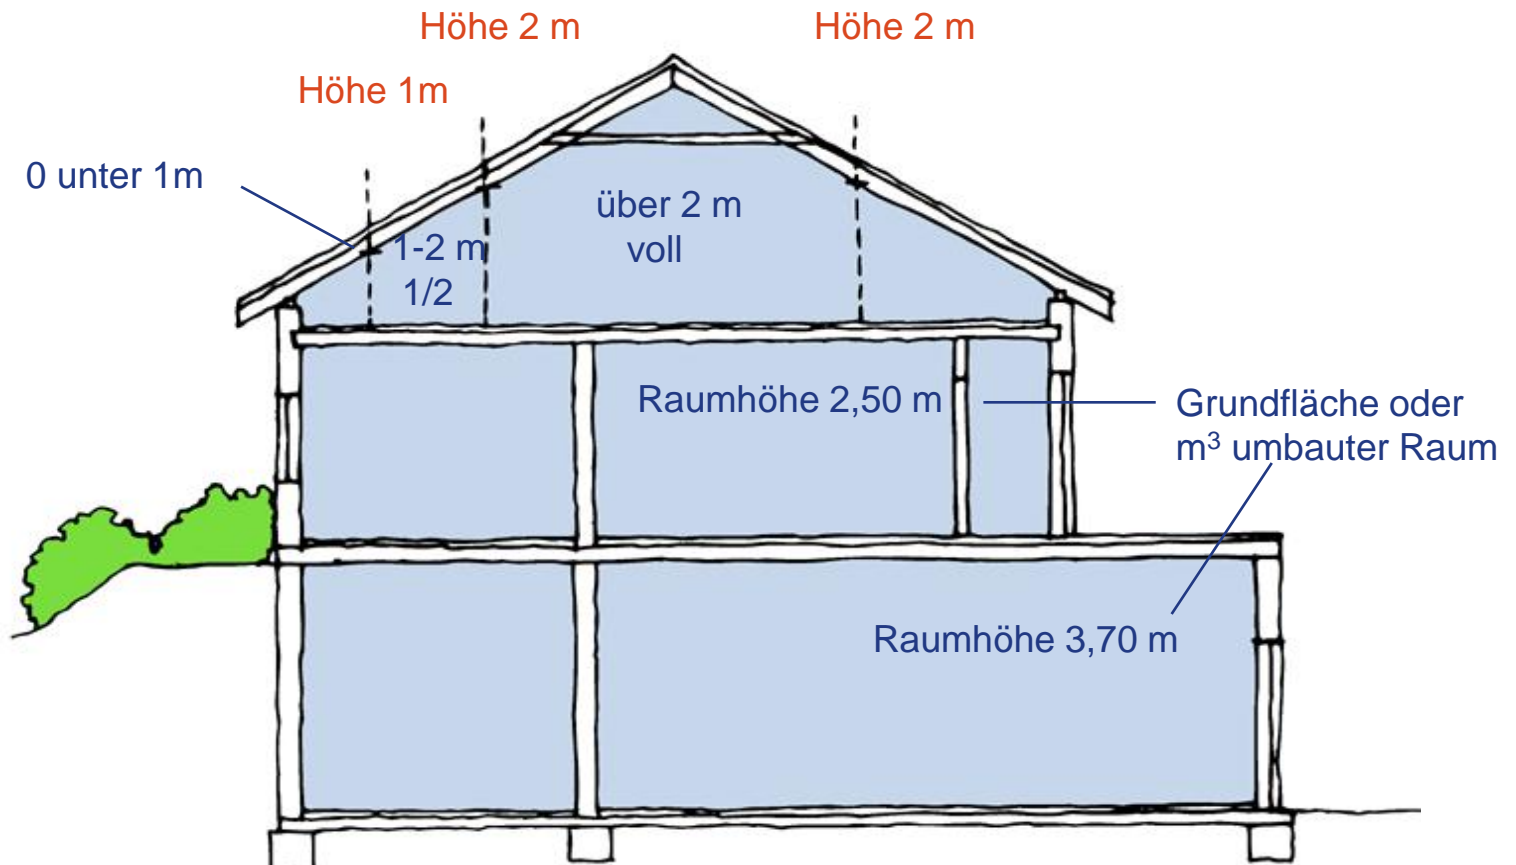 Höhe 2 m
Höhe 2 m
Höhe 1m
0 unter 1m
über 2 m
voll
1-2 m
1/2
Raumhöhe 2,50 m
Grundfläche oder
m³ umbauter Raum
Raumhöhe 3,70 m